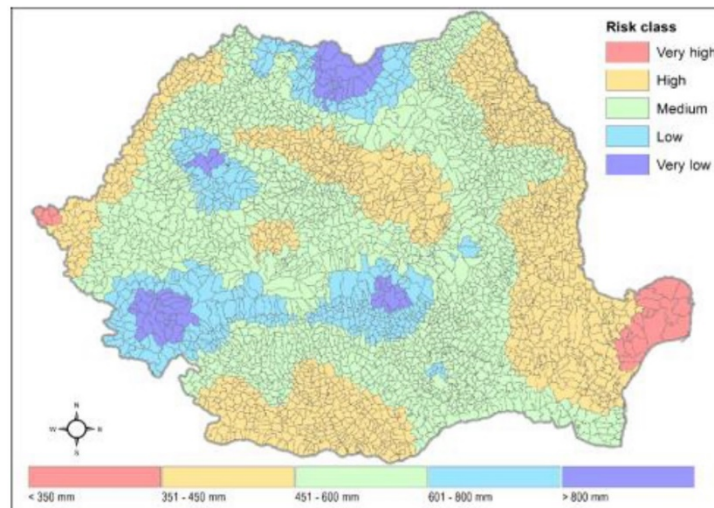 Risk class
Very high
High
Medium
Low
Very low
N
W E
S
< 350 mm 351 - 450 mm 451 - 600 mm 601 - 800 mm > 800 mm